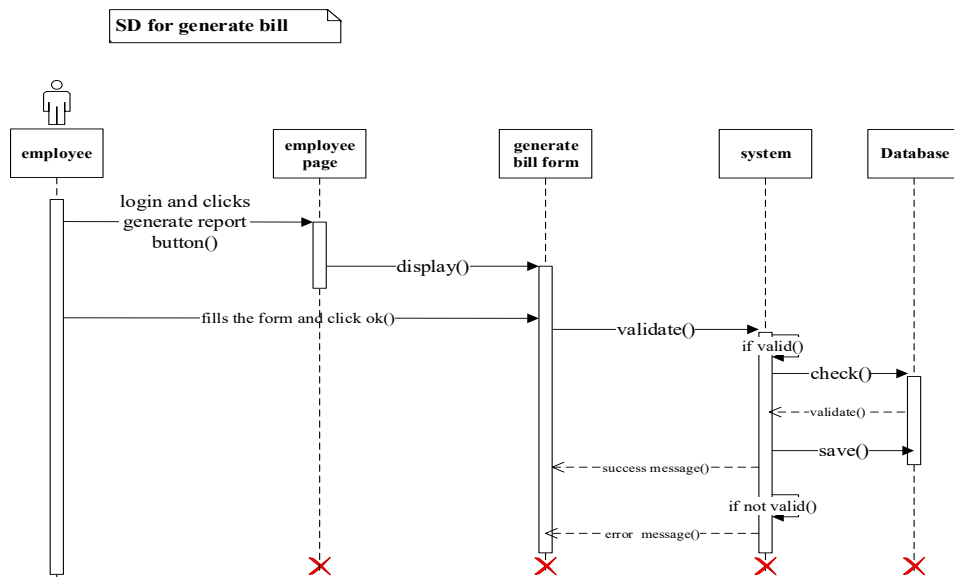 SD for generate bill
employee
employee
page
generate
bill form
system
Database
login and clicks
generate report
button()
display()
fills the form and click ok()
validate()
if valid()
check()
validate()
save()
success message()
if not valid()
error message()